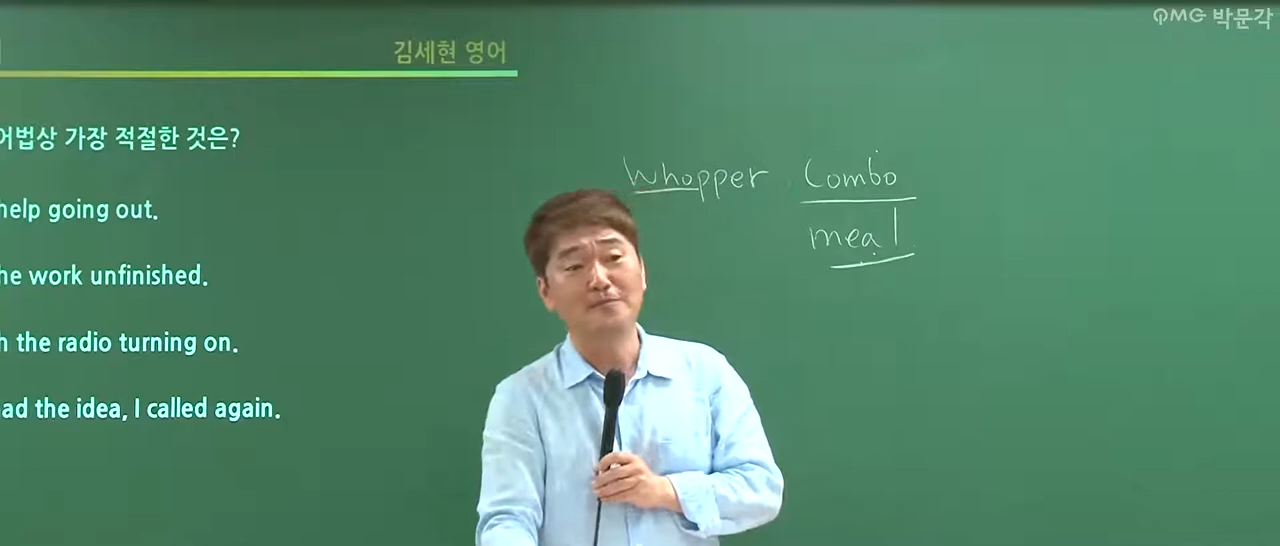 PMG 박문각
김세현 영어
어법상 가장 적절한 것은?
help going out.
he work unfinished.
h the radio turning on.
ad the idea, I called again.
Whopper Combo
meal